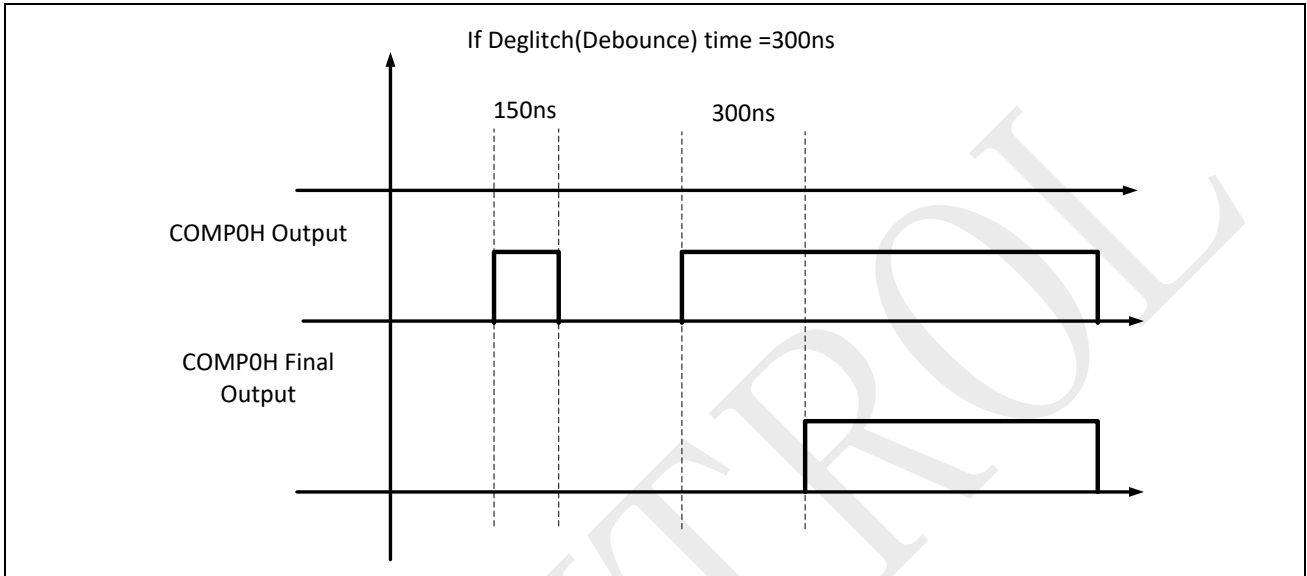 If Deglitch(Debounce) time =300ns
150ns
300ns
COMP0H Output
COMP0H Final
Output